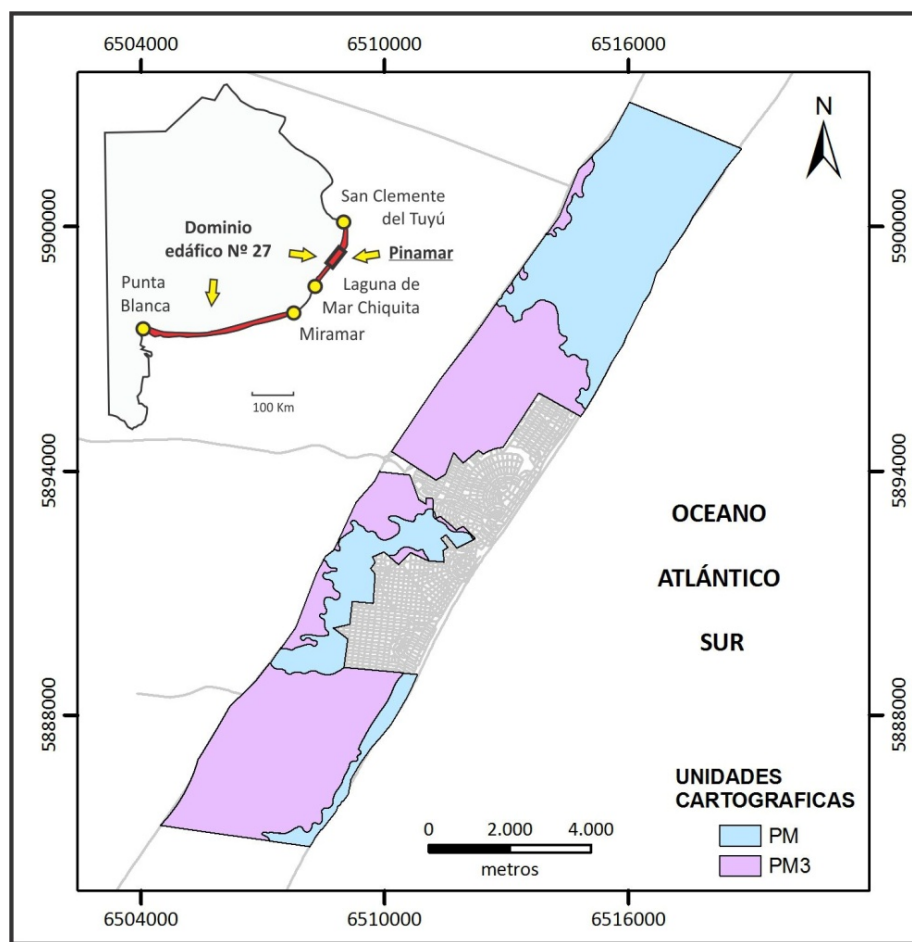 6504000
6510000
6516000
5900000
5894000
5888000
N
San Clemente
del Tuyú
Dominio
edáfico Nº 27
Pinamar
Punta
Blanca
Laguna de
Mar Chiquita
Miramar
100 Km
OCEANO
ATLÁNTICO
SUR
UNIDADES
CARTOGRAFICAS
PM
PM3
0
2.000
4.000
metros
5900000
5894000
5888000
6504000
6510000
6516000